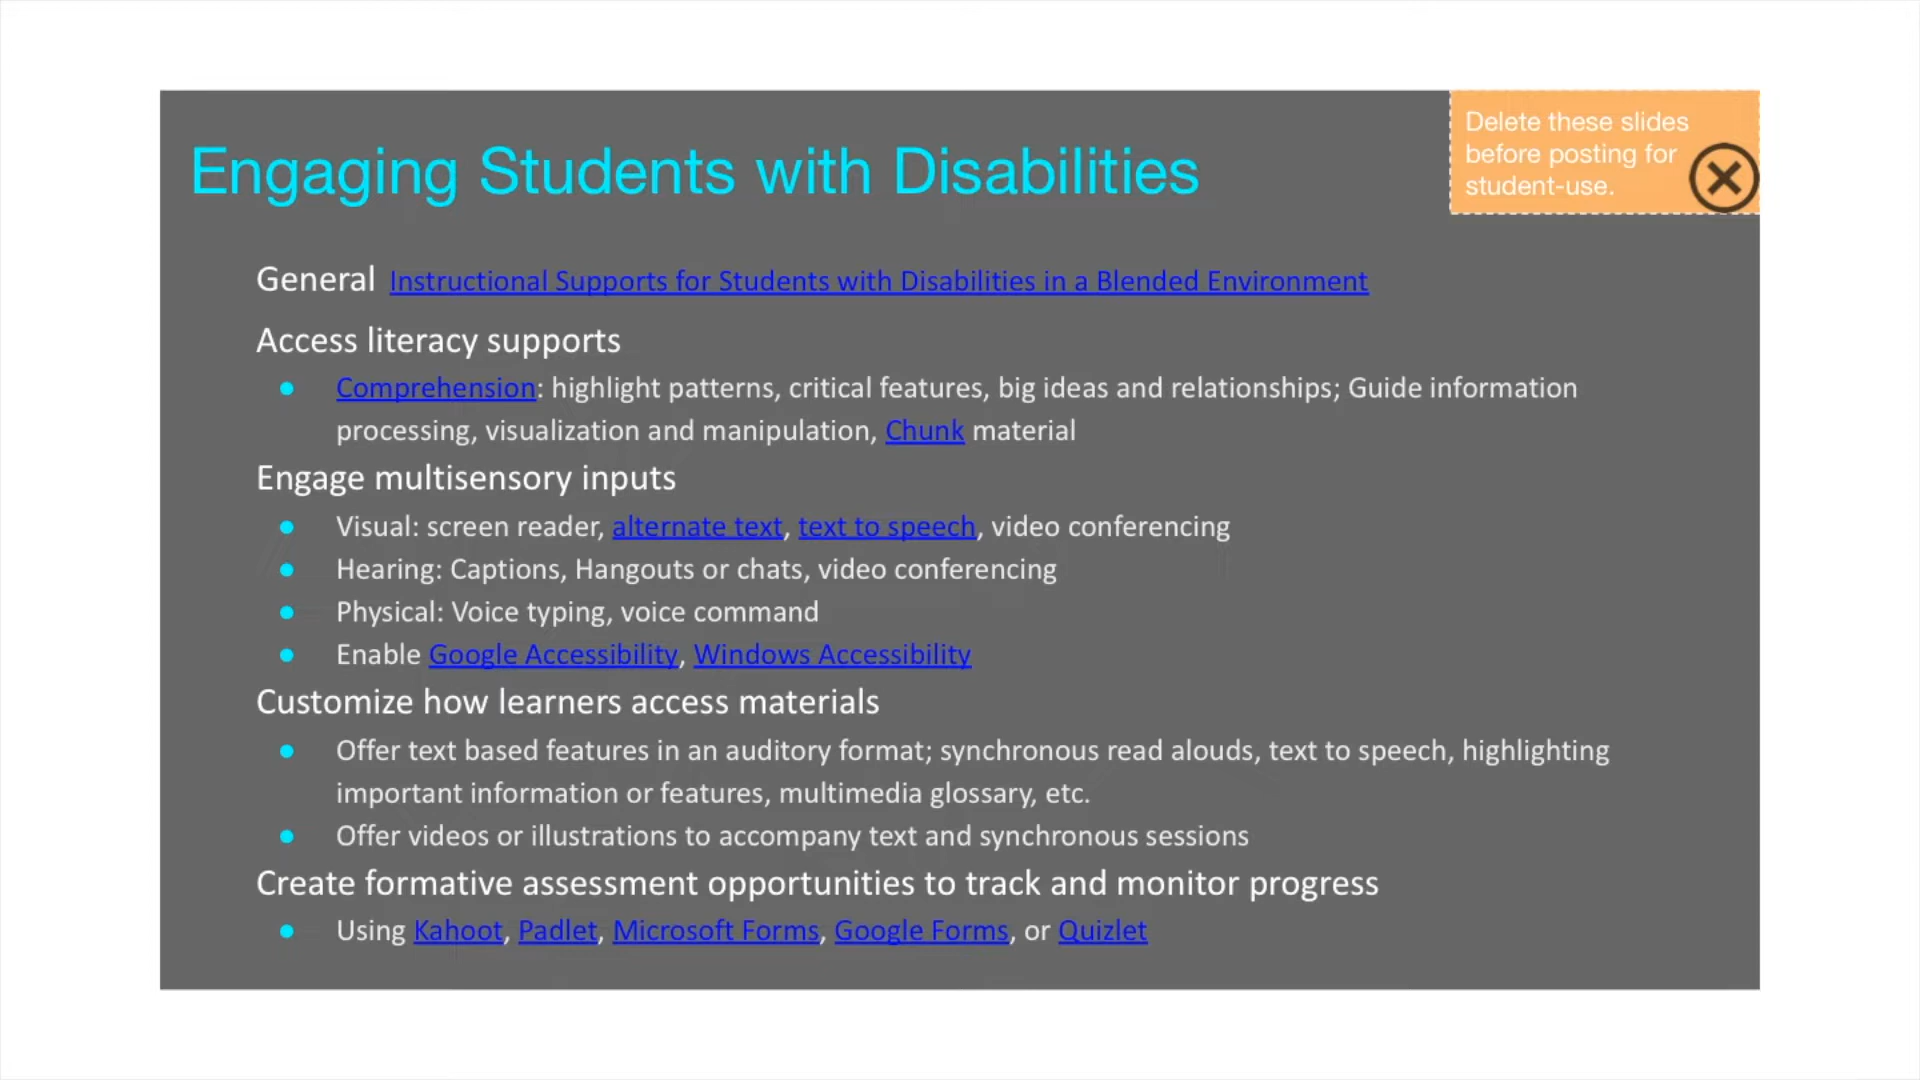 Engaging Students with Disabilities
Delete these slides
before posting for
student-use.
General Instructional Supports for Students with Disabilities in a Blended Environment
Access literacy supports
● Comprehension: highlight patterns, critical features, big ideas and relationships; Guide information
processing, visualization and manipulation, Chunk material
Engage multisensory inputs
● Visual: screen reader, alternate text, text to speech, video conferencing
● Hearing: Captions, Hangouts or chats, video conferencing
● Physical: Voice typing, voice command
● Enable Google Accessibility, Windows Accessibility
Customize how learners access materials
● Offer text based features in an auditory format; synchronous read alouds, text to speech, highlighting
important information or features, multimedia glossary, etc.
● Offer videos or illustrations to accompany text and synchronous sessions
Create formative assessment opportunities to track and monitor progress
● Using Kahoot, Padlet, Microsoft Forms, Google Forms, or Quizlet